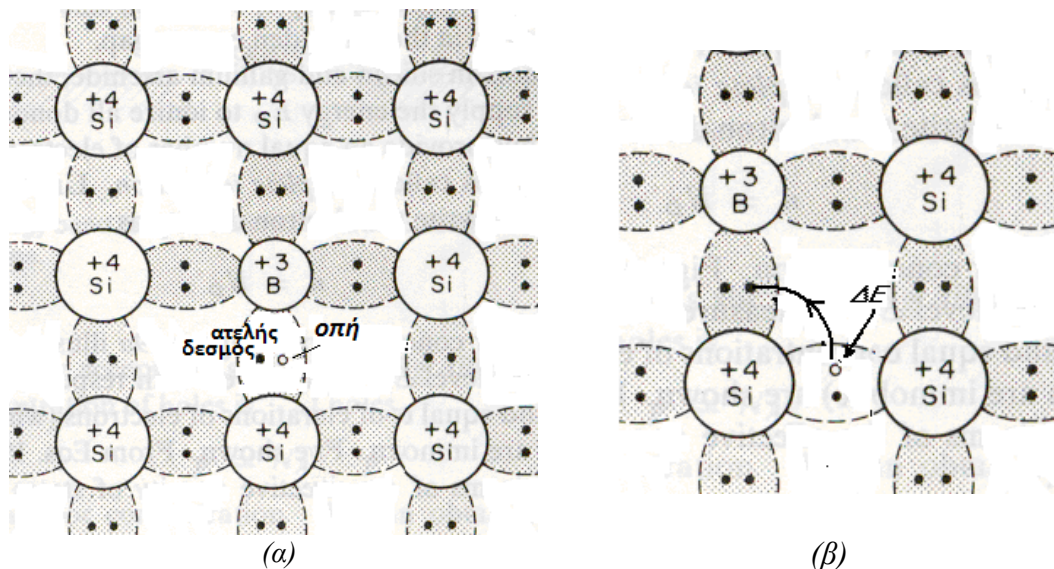 +4 +4 +4
Si Si Si
+4 +3 +4
Si B Si
ατελής
δεσμός
οπή
+4 +4 +4
Si Si Si
(α)
+3 +4
B Si
ΔΕ
+4 +4
Si Si
(β)